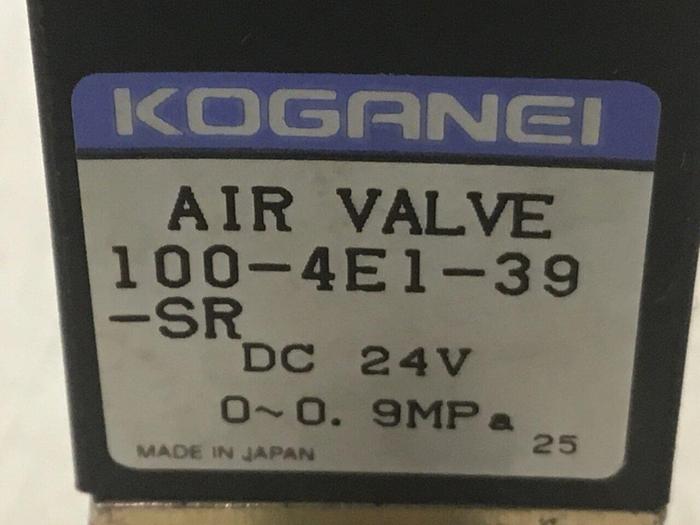 KOGANEI
AIR VALVE
100-4E1-39
-SR
DC 24V
0~0. 9MPa
MADE IN JAPAN 25